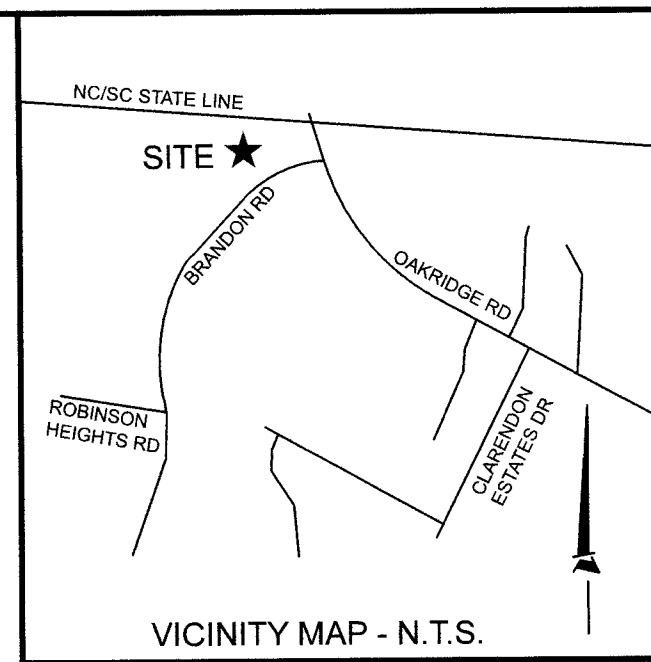 NC/SC STATE LINE
SITE
BRANDON RD
OAKRIDGE RD
ROBINSON
HEIGHTS RD
CLARENDON
ESTATES DR
VICINITY MAP - N.T.S.